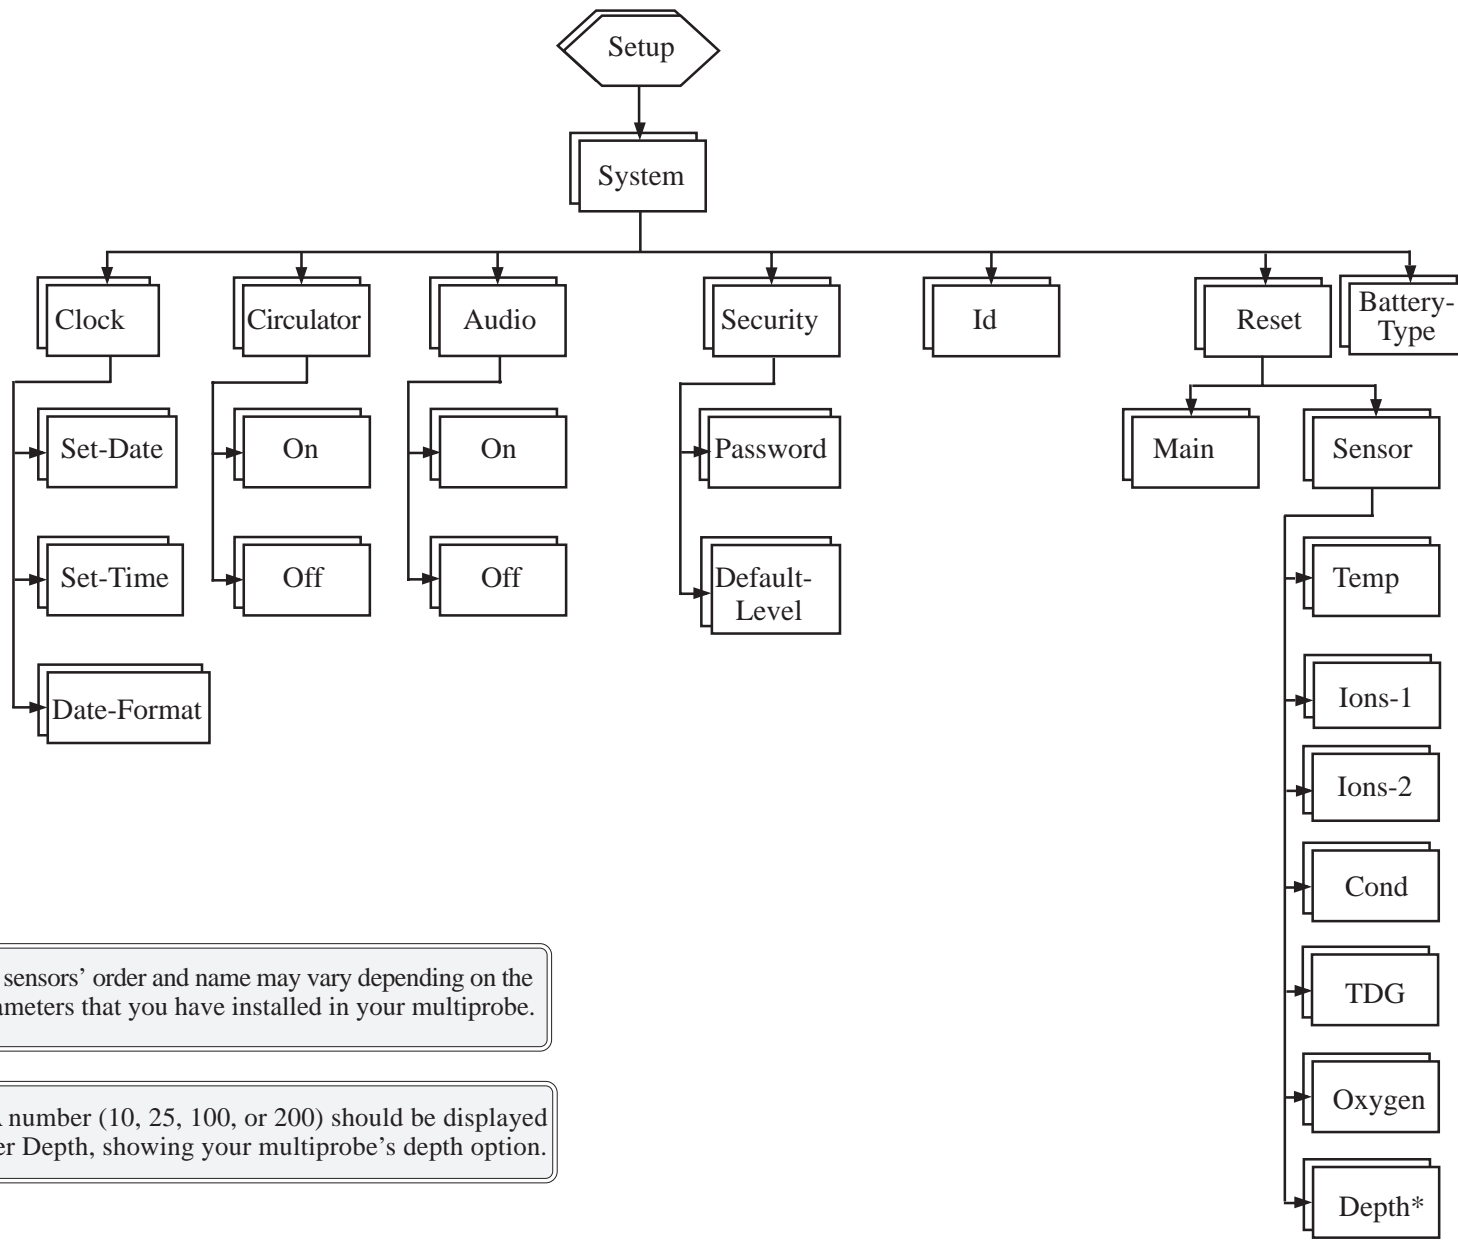 Setup
System
Clock
Circulator
Audio
Security
Id
Reset
Battery-
Type
Set-Date
On
On
Password
Main
Sensor
Set-Time
Off
Off
Default-
Level
Temp
Date-Format
Ions-1
Ions-2
Cond
TDG
Oxygen
Depth*
sensors’ order and name may vary depending on the
that you have installed in your multiprobe.
number (10, 25, 100, or 200) should be displayed
Depth, showing your multiprobe’s depth option.